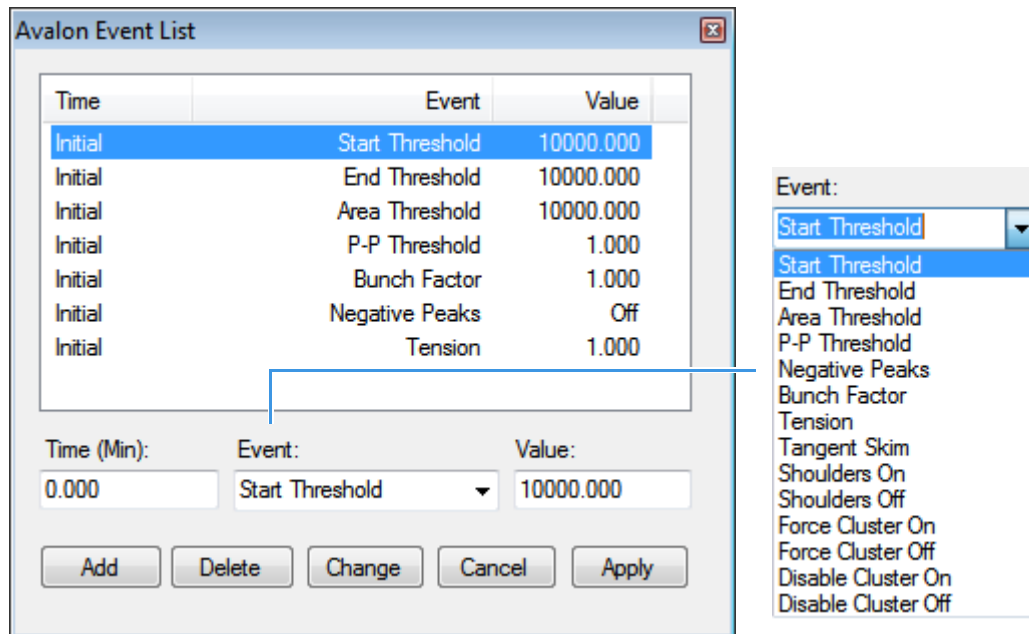 Avalon Event List
Time Event Value
Initial Start Threshold 10000.000
Initial End Threshold 10000.000
Initial Area Threshold 10000.000
Initial P-P Threshold 1.000
Initial Bunch Factor 1.000
Initial Negative Peaks Off
Initial Tension 1.000
Time (Min): Event: Value:
0.000 Start Threshold 10000.000
Add Delete Change Cancel Apply
Event:
Start Threshold
Start Threshold
End Threshold
Area Threshold
P-P Threshold
Negative Peaks
Bunch Factor
Tension
Tangent Skim
Shoulders On
Shoulders Off
Force Cluster On
Force Cluster Off
Disable Cluster On
Disable Cluster Off